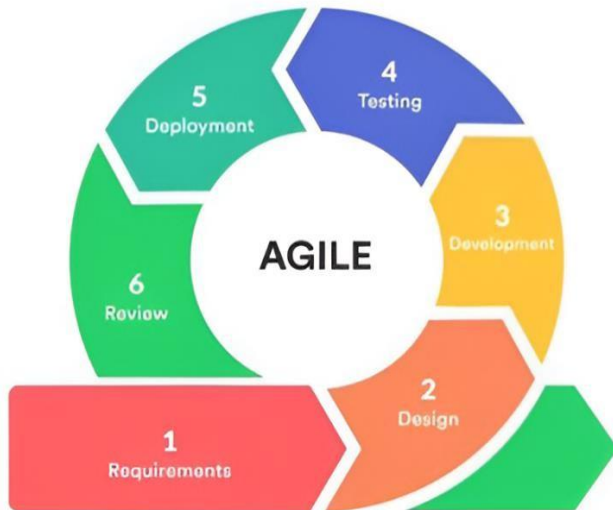 AGILE
1
Requirements
2
Design
3
Development
4
Testing
5
Deployment
6
Review